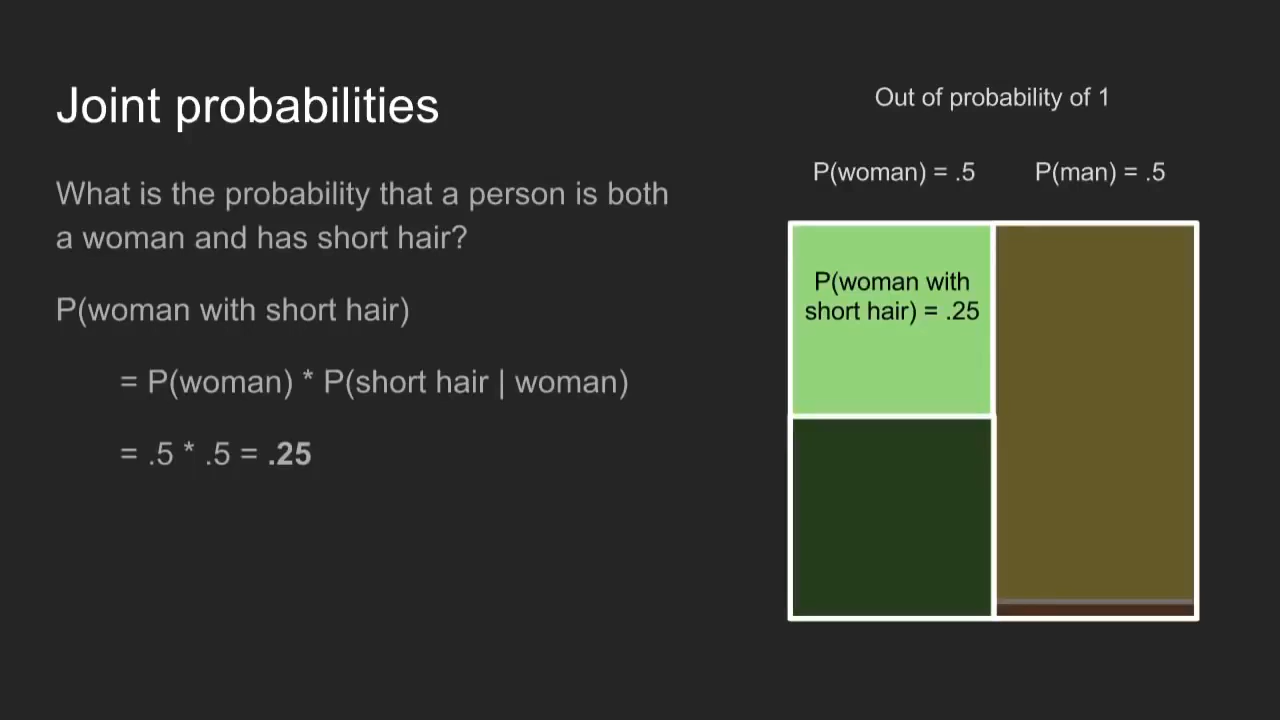 Joint probabilities
What is the probability that a person is both
a woman and has short hair?
P(woman with short hair)
= P(woman) * P(short hair | woman)
= .5 * .5 = .25
Out of probability of 1
P(woman) = .5
P(man) = .5
P(woman with
short hair) = .25